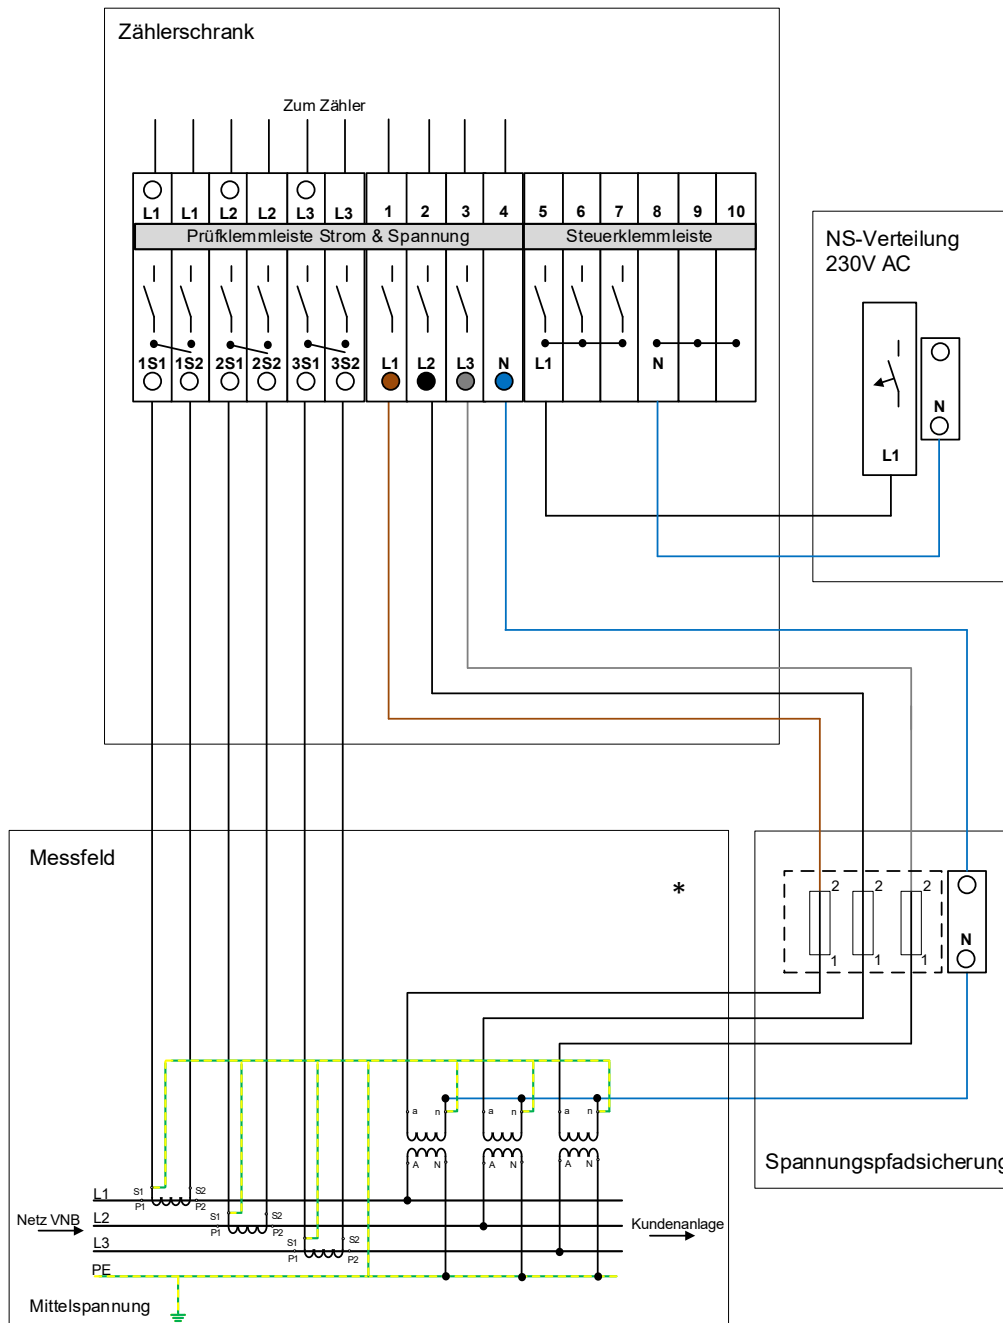 Zählerschrank
Zum Zähler
L1 L1 L2 L2 L3 L3 1 2 3 4 5 6 7 8 9 10
Prüfklemmleiste Strom & Spannung Steuerklemmleiste
1S1 1S2 2S1 2S2 3S1 3S2 L1 L2 L3 N L1 N
NS-Verteilung
230V AC
N
L1
Messfeld
*
2 2 2
N
1 1 1
a n a n a n
A N A N A N
Spannungspfadsicherung
S1 S2
L1
P1 P2
S1 S2
Netz VNB L2 Kundenanlage
P1 P2
S1 S2
L3
P1 P2
PE
Mittelspannung